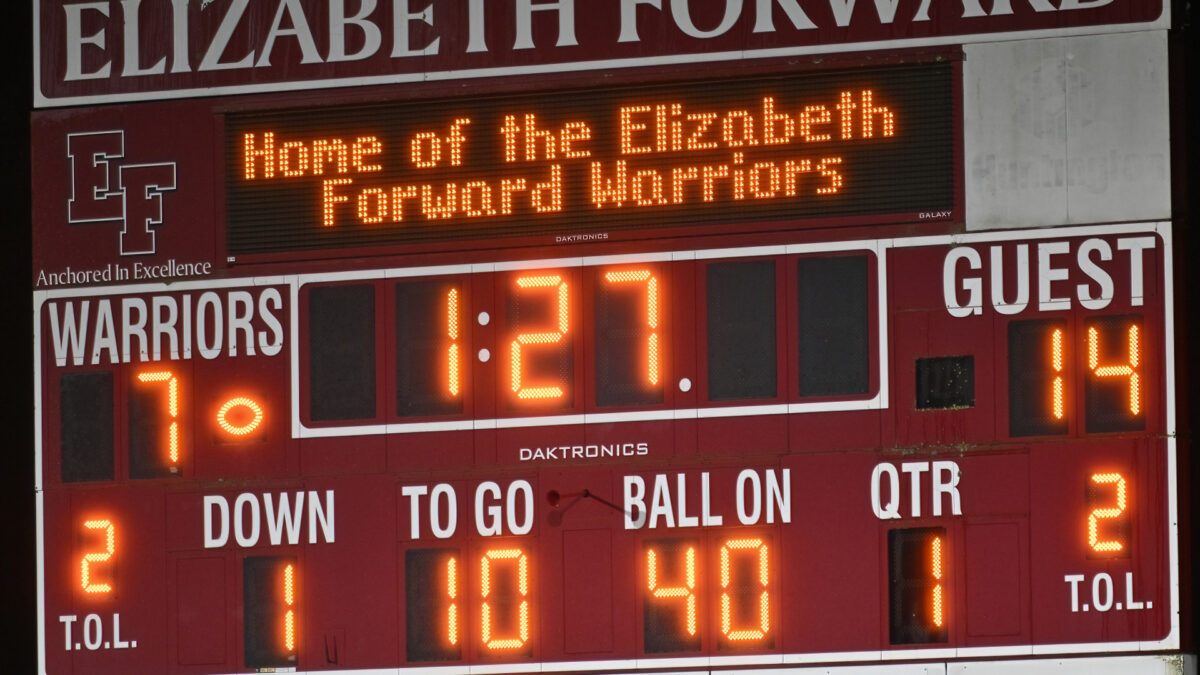 ELIZABETH FORWARD
Home of the Elizabeth
Forward Warriors
EF
Anchored In Excellence
DAKTRONICS
GALAXY
WARRIORS
1:27.
GUEST
7
14
DAKTRONICS
DOWN
TO GO
BALL ON
QTR
2
1
10
40
1
2
T.O.L.
T.O.L.